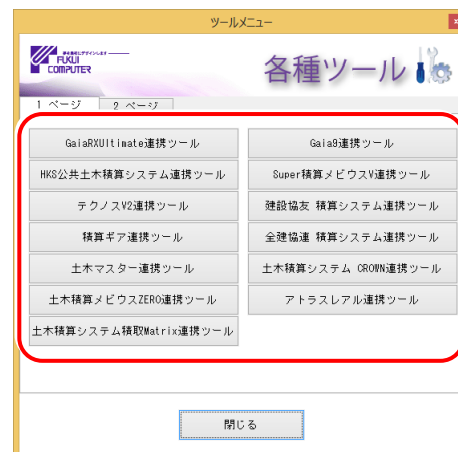 ツールメニュー
x
FUKUI
COMPUTER
各種ツール
1 ページ
2 ページ
GaiaRXUltimate連携ツール
Gaia9連携ツール
HKS公共土木積算システム連携ツール
Super積算メビウスV連携ツール
テクノスV2連携ツール
建設協友 積算システム連携ツール
積算ギア連携ツール
全建協連 積算システム連携ツール
土木マスター連携ツール
土木積算システム CROWN連携ツール
土木積算メビウスZERO連携ツール
アトラスレアル連携ツール
土木積算システム積取Matrix連携ツール
閉じる